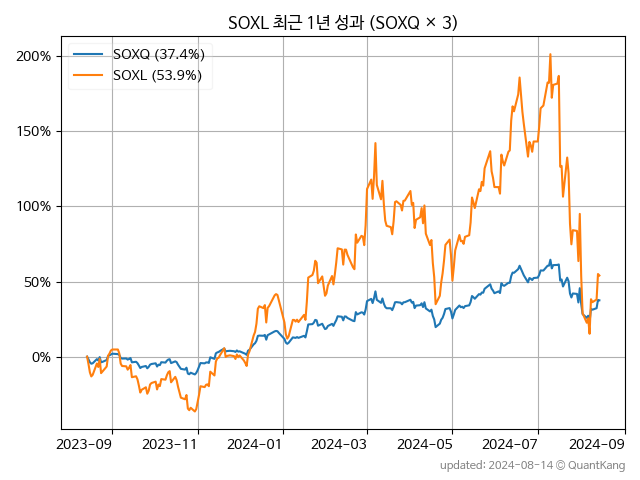 SOXL 최근 1년 성과 (SOXQ × 3)
SOXQ (37.4%)
SOXL (53.9%)
200%
150%
100%
50%
0%
2023-09 2023-11 2024-01 2024-03 2024-05 2024-07 2024-09
updated: 2024-08-14 © QuantKang